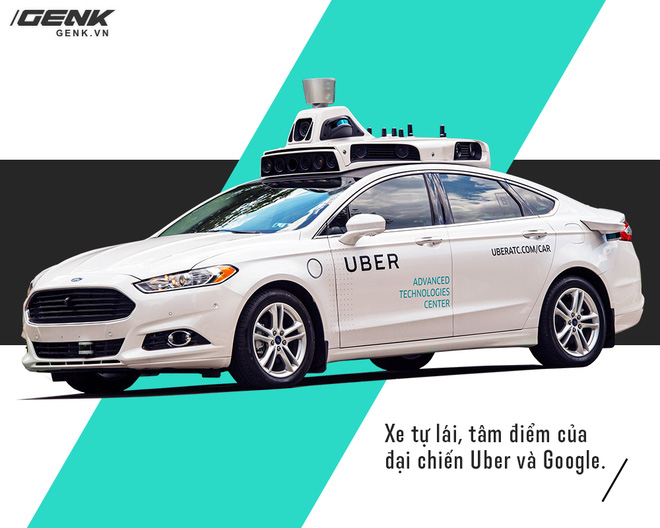 GENK
GENK.VN
UBER
ADVANCED
TECHNOLOGIES
CENTER
UBERATC.COM/CAR
Xe tự lái, tâm điểm của
đại chiến Uber và Google.